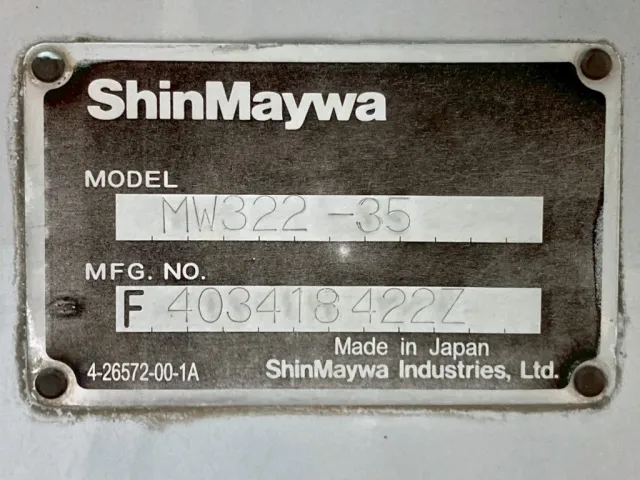 ShinMaywa
MODEL
MW322-35
MFG. NO.
F 403418422Z
Made in Japan
4-26572-00-1A ShinMaywa Industries, Ltd.